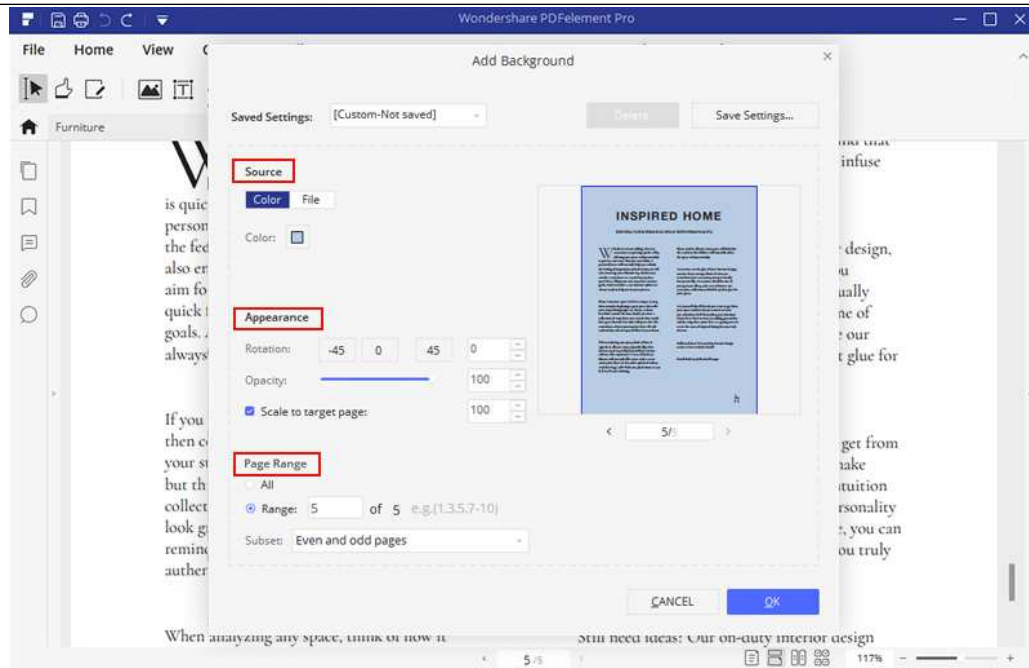 Wondershare PDFelement Pro
File Home View
Add Background
Furniture
Saved Settings: [Custom-Not saved] Delete Save Settings...
Source
Color File
Color:
Appearance
Rotation: -45 0 45 0
Opacity: 100
Scale to target page: 100
Page Range
All
Range: 5 of 5 e.g.(1.3.5.7-10)
Subset: Even and odd pages
INSPIRED HOME
5/5
CANCEL OK
W
is quic
person
the fed
also en
aim fo
quick
goals.
always
If you
then c
your st
but th
collect
look g
remind
auther
When analyzing any space, think of how it
infuse
design,
ually
ne of
our
t glue for
get from
make
tuition
rsonality
, you can
ou truly
Still need ideas? Our on-duty interior design
5 /5
117%